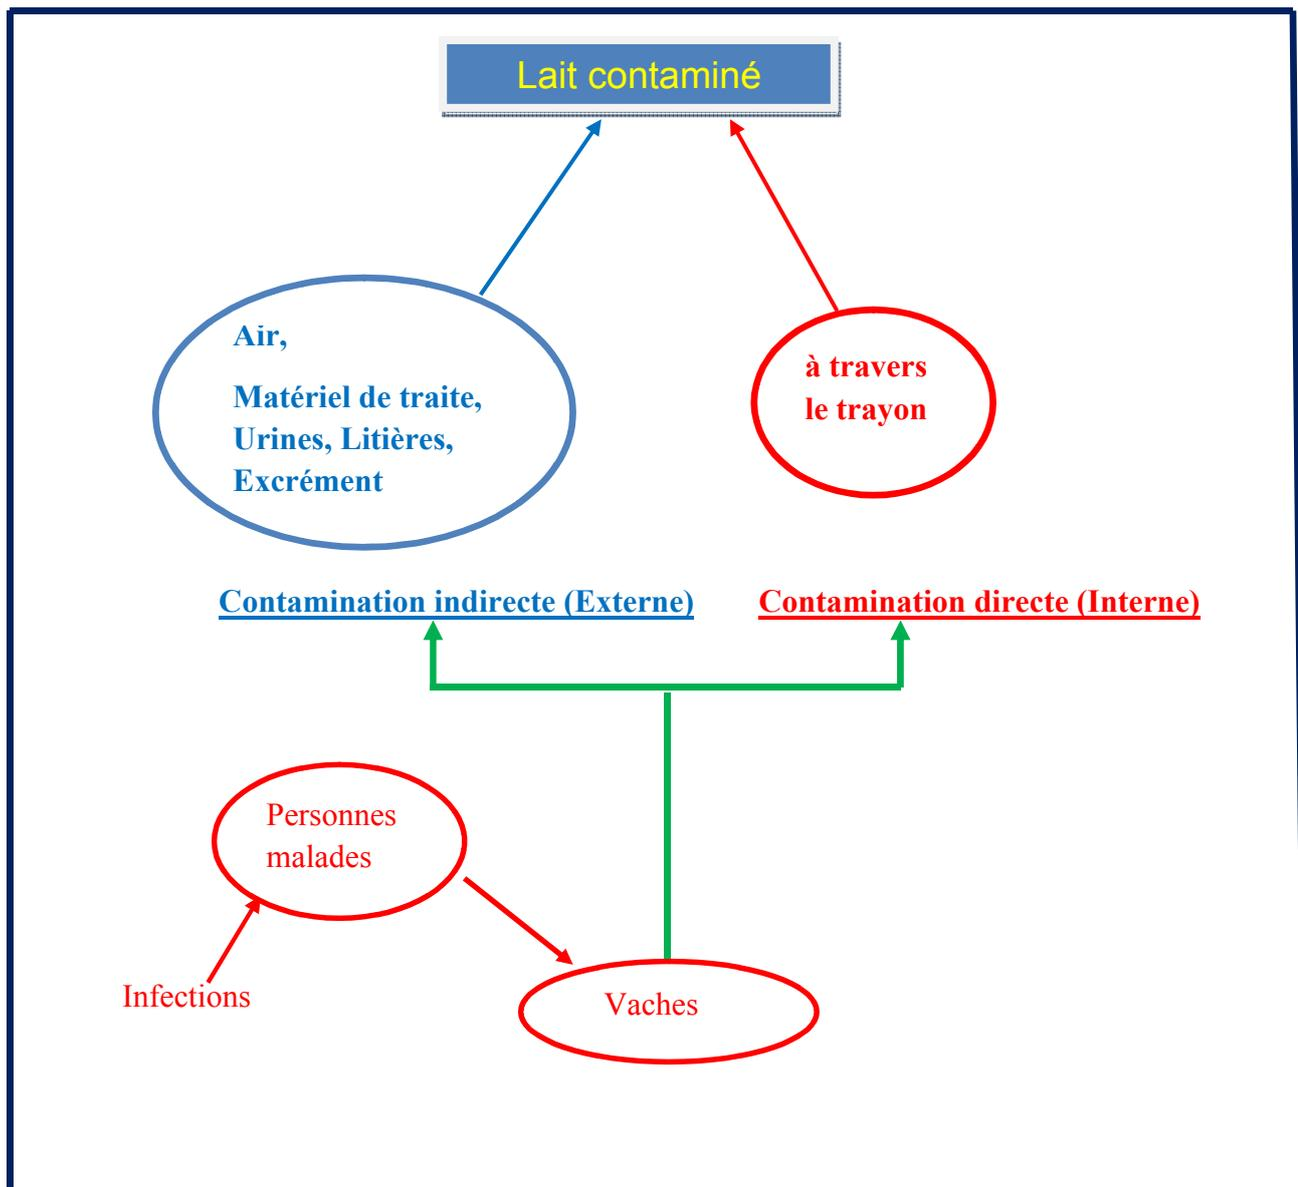 Lait contaminé
Air,
Matériel de traite,
Urines, Litières,
Excrément
à travers
le trayon
Contamination indirecte (Externe)
Contamination directe (Interne)
Personnes
malades
Infections
Vaches